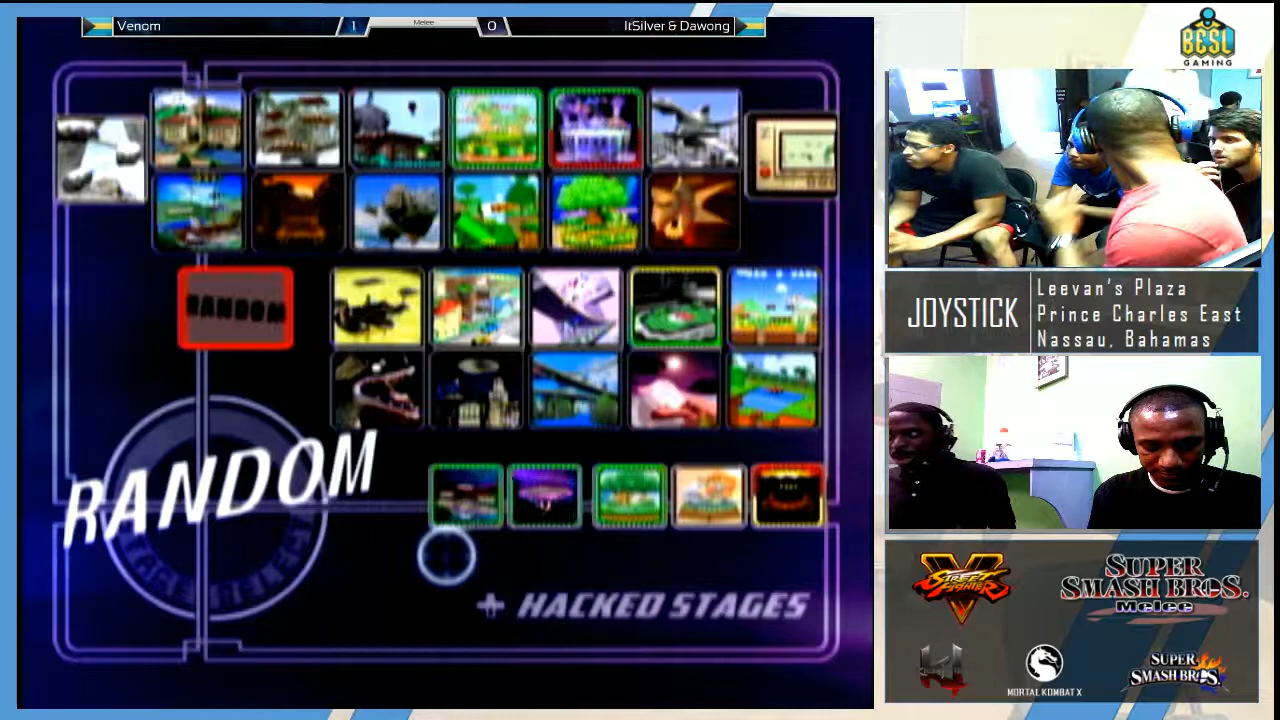 Venom
1
Melee
0
ItSilver & Dawong
BESL
GAMING
RANDOM
RANDOM
+ HACKED STAGES
JOYSTICK
Leevan's Plaza
Prince Charles East
Nassau, Bahamas
STREET
FIGHTER
V
SUPER
SMASH BROS.
Melee
MORTAL KOMBAT X
SUPER
SMASH BROS.